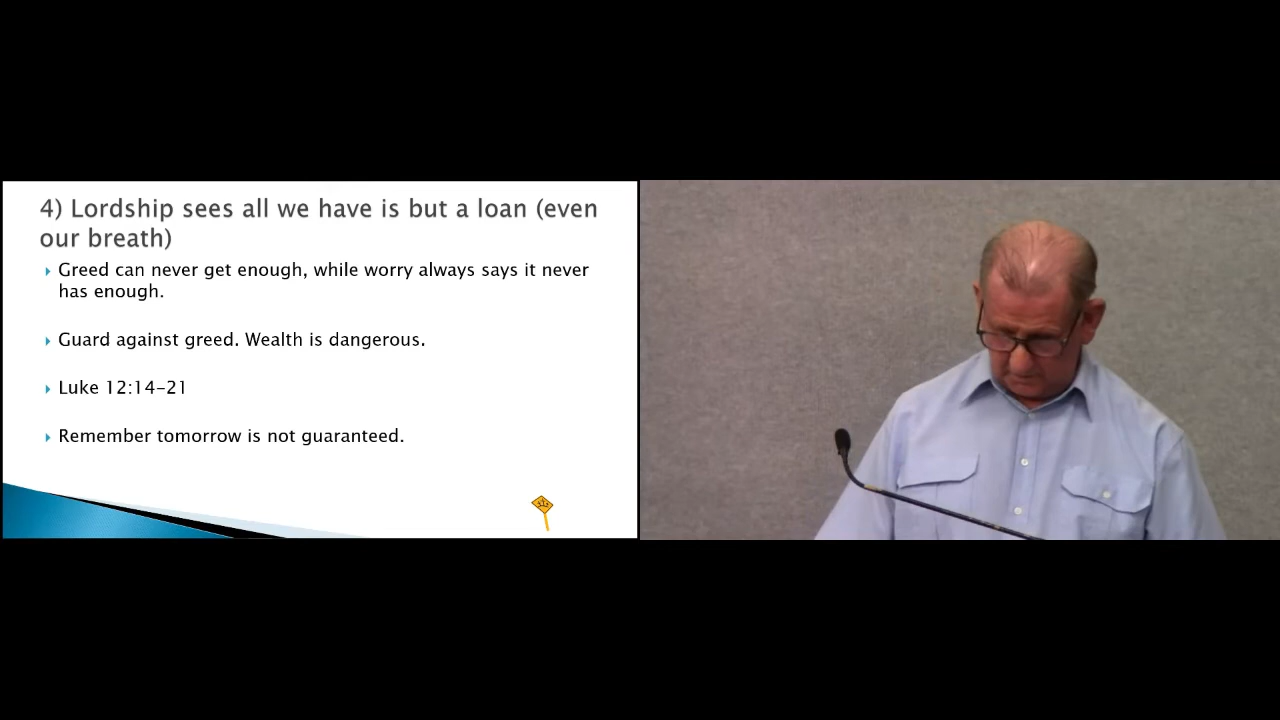 4) Lordship sees all we have is but a loan (even
our breath)
Greed can never get enough, while worry always says it never
has enough.
Guard against greed. Wealth is dangerous.
Luke 12:14-21
Remember tomorrow is not guaranteed.